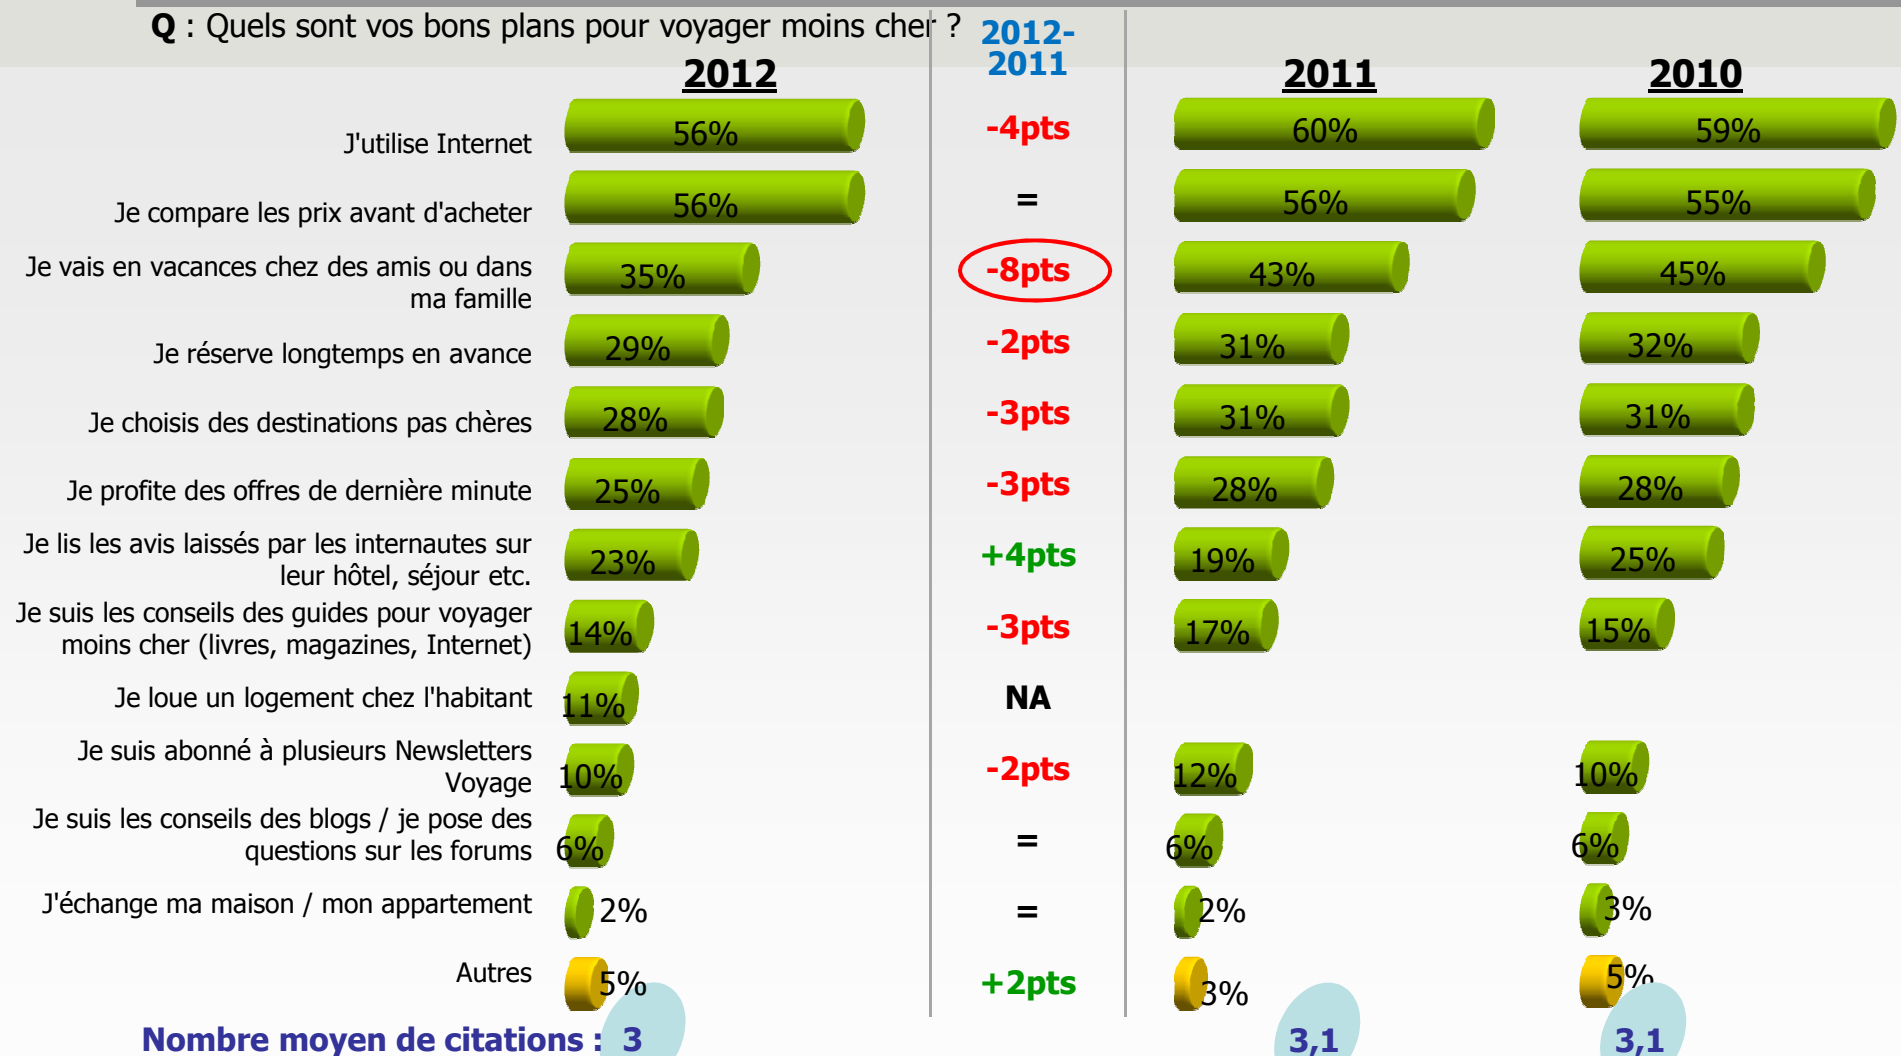 Q : Quels sont vos bons plans pour voyager moins cher ?
2012-
2011
2012
2011
2010
J'utilise Internet
56%
-4pts
60%
59%
Je compare les prix avant d'acheter
56%
=
56%
55%
Je vais en vacances chez des amis ou dans
ma famille
35%
-8pts
43%
45%
Je réserve longtemps en avance
29%
-2pts
31%
32%
Je choisis des destinations pas chères
28%
-3pts
31%
31%
Je profite des offres de dernière minute
25%
-3pts
28%
28%
Je lis les avis laissés par les internautes sur
leur hôtel, séjour etc.
23%
+4pts
19%
25%
Je suis les conseils des guides pour voyager
moins cher (livres, magazines, Internet)
14%
-3pts
17%
15%
Je loue un logement chez l'habitant
11%
NA
Je suis abonné à plusieurs Newsletters
Voyage
10%
-2pts
12%
10%
Je suis les conseils des blogs / je pose des
questions sur les forums
6%
=
6%
6%
J'échange ma maison / mon appartement
2%
=
2%
3%
Autres
5%
+2pts
3%
5%
Nombre moyen de citations : 3
3,1
3,1